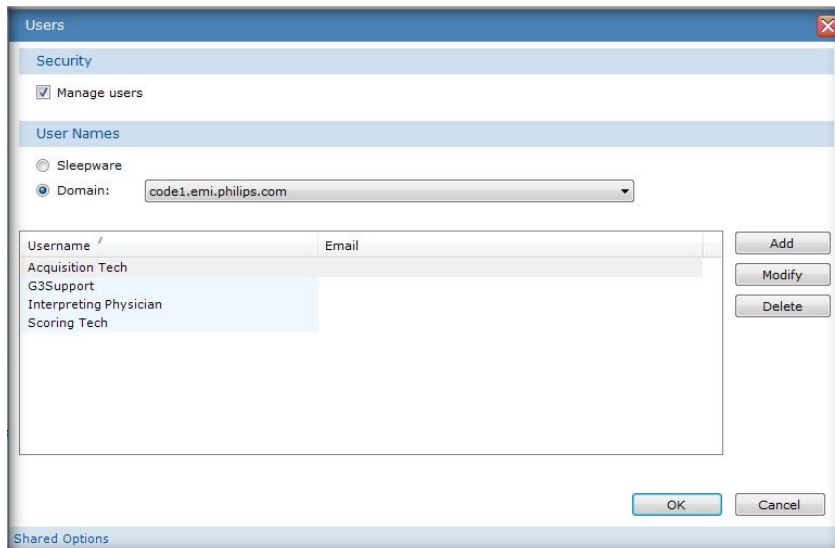 Users
Security
Manage users
User Names
Sleepware
Domain: code1.emi.philips.com
Username Email Add
Acquisition Tech
G3Support Modify
Interpreting Physician
Scoring Tech Delete
OK Cancel
Shared Options